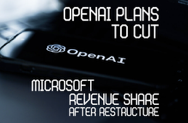 OPENAI PLANS
TO CUT
OpenAI
MICROSOFT
REVENUE SHARE
AFTER RESTRUCTURE